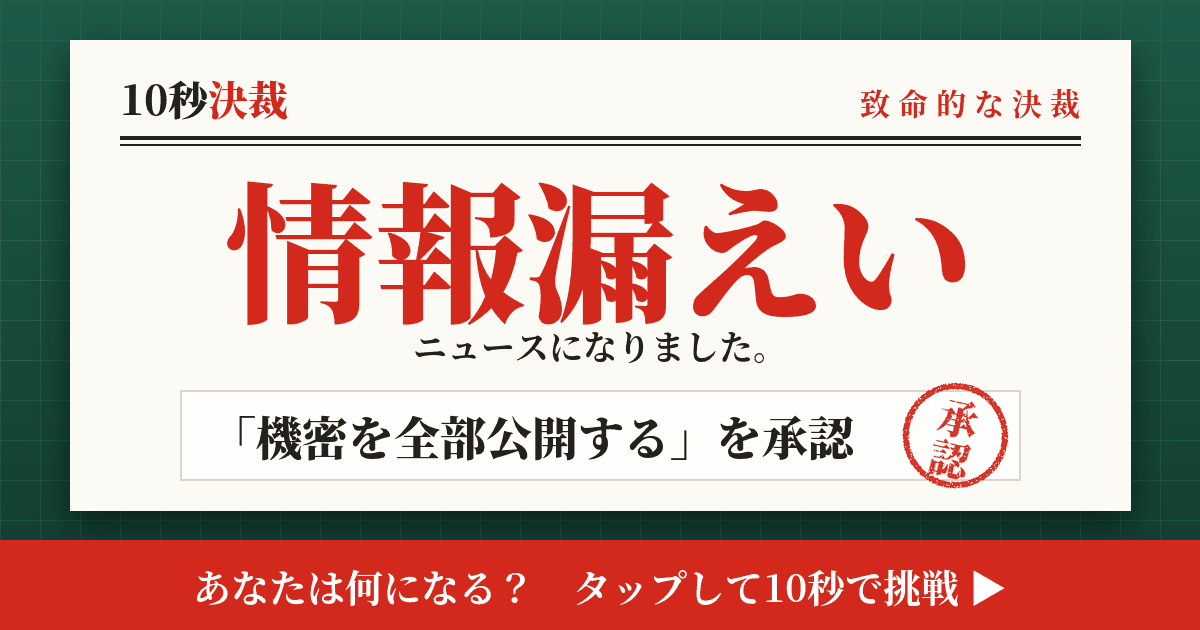 10秒決裁
致命的な決裁
情報漏えい
ニュースになりました。
「機密を全部公開する」を承認
承認
あなたは何になる？ タップして10秒で挑戦 ▶